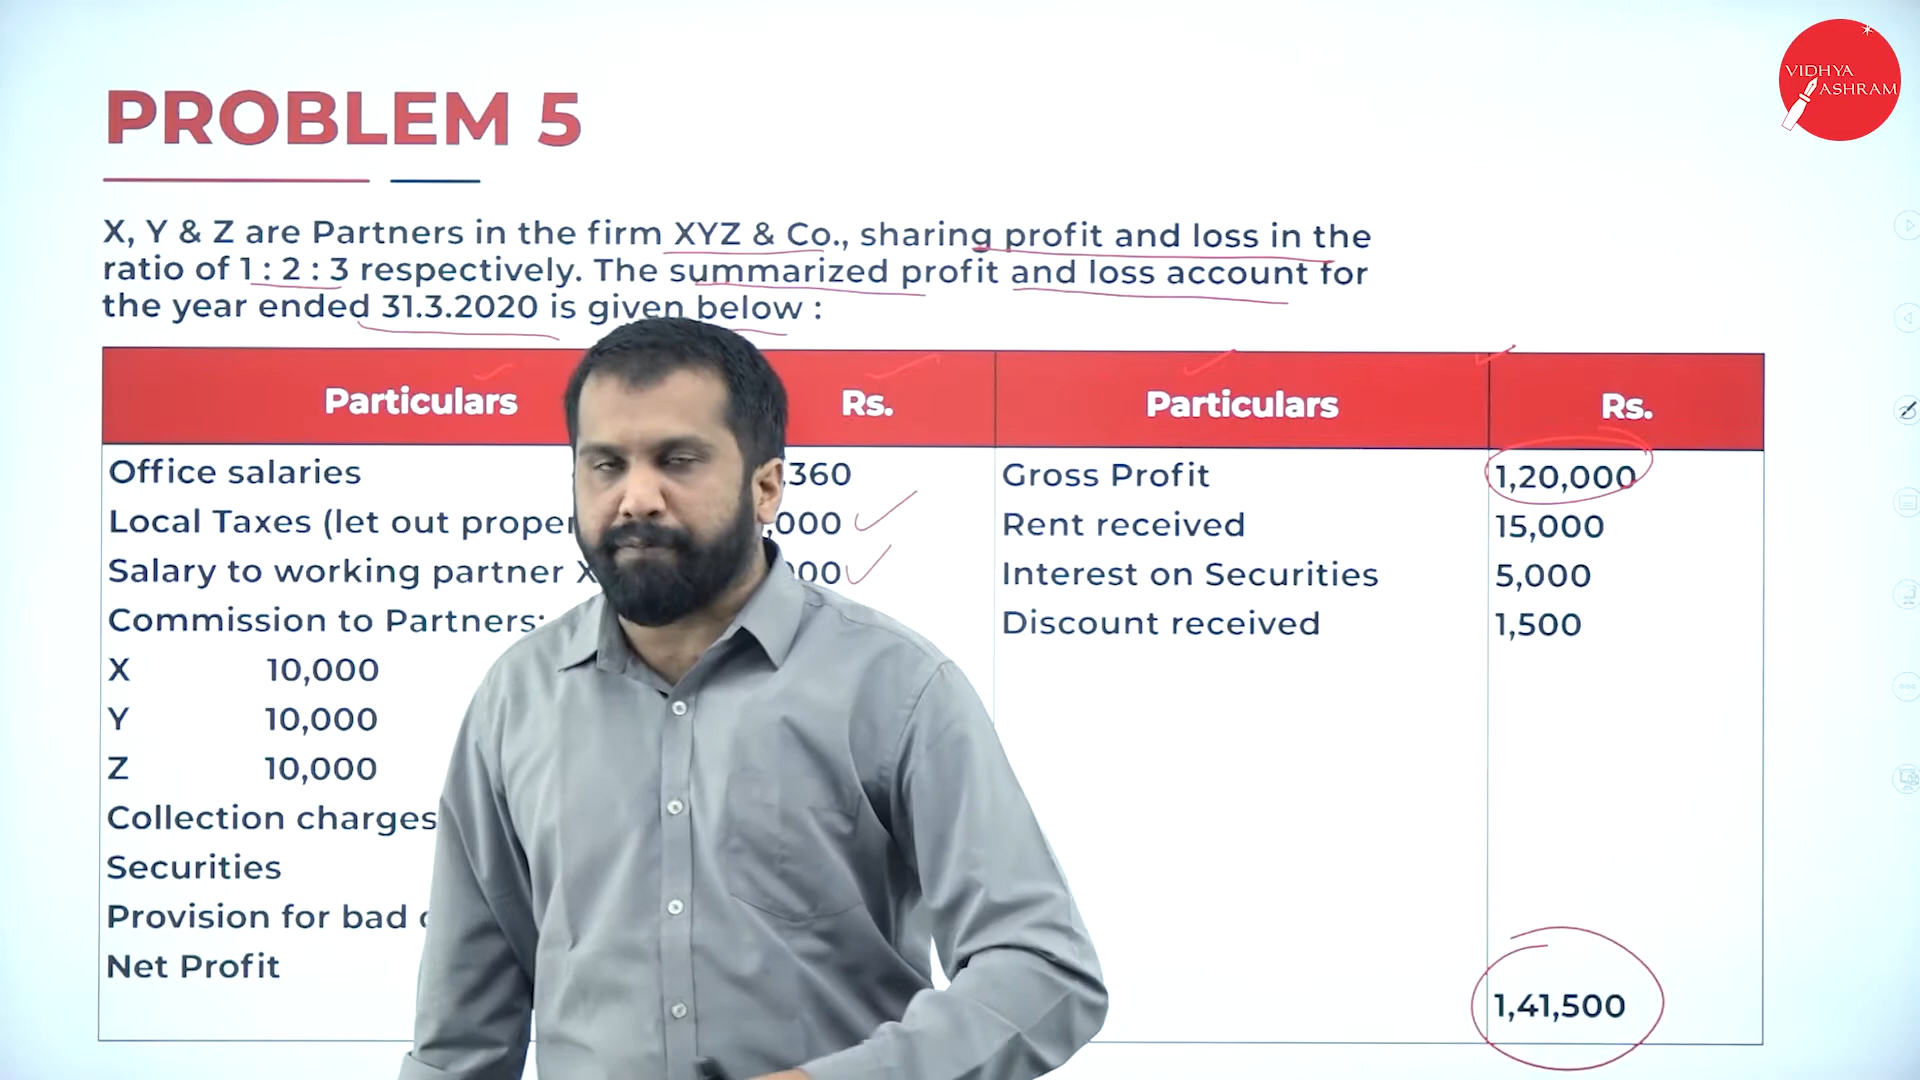 VIDHYA
ASHRAM
PROBLEM 5
X, Y & Z are Partners in the firm XYZ & Co., sharing profit and loss in the
ratio of 1 : 2 : 3 respectively. The summarized profit and loss account for
the year ended 31.3.2020 is given below :
Particulars Rs. Particulars Rs.
Office salaries ,360 Gross Profit 1,20,000
Local Taxes (let out ,000 Rent received 15,000
Salary to working partner X Interest on Securities 5,000
Commission to Partners: Discount received 1,500
X 10,000
Y 10,000
Z 10,000
Collection charges
Securities
Provision for bad
Net Profit
1,41,500